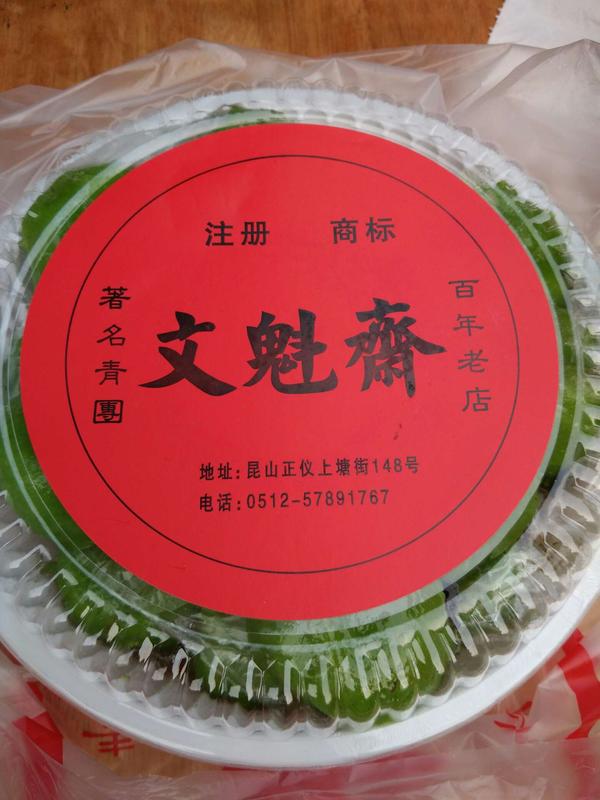 注册 商标
著名青團
文魁齋
百年老店
地址:昆山正仪上塘街148号
电话:0512-57891767